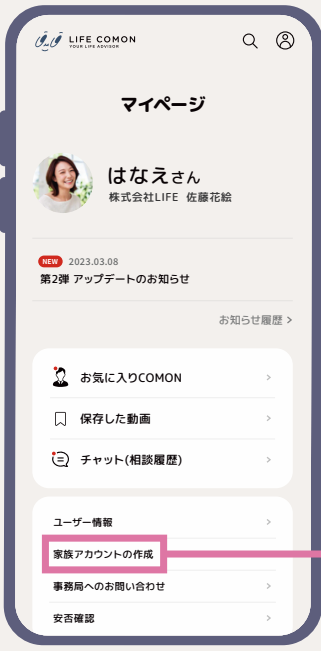 LIFE COMON
YOUR LIFE ADVISOR
マイページ
はなえさん
株式会社LIFE 佐藤花絵
NEW 2023.03.08
第2弾 アップデートのお知らせ
お知らせ履歴 >
お気に入りCOMON >
保存した動画 >
チャット(相談履歴) >
ユーザー情報 >
家族アカウントの作成
事務局へのお問い合わせ >
安否確認 >